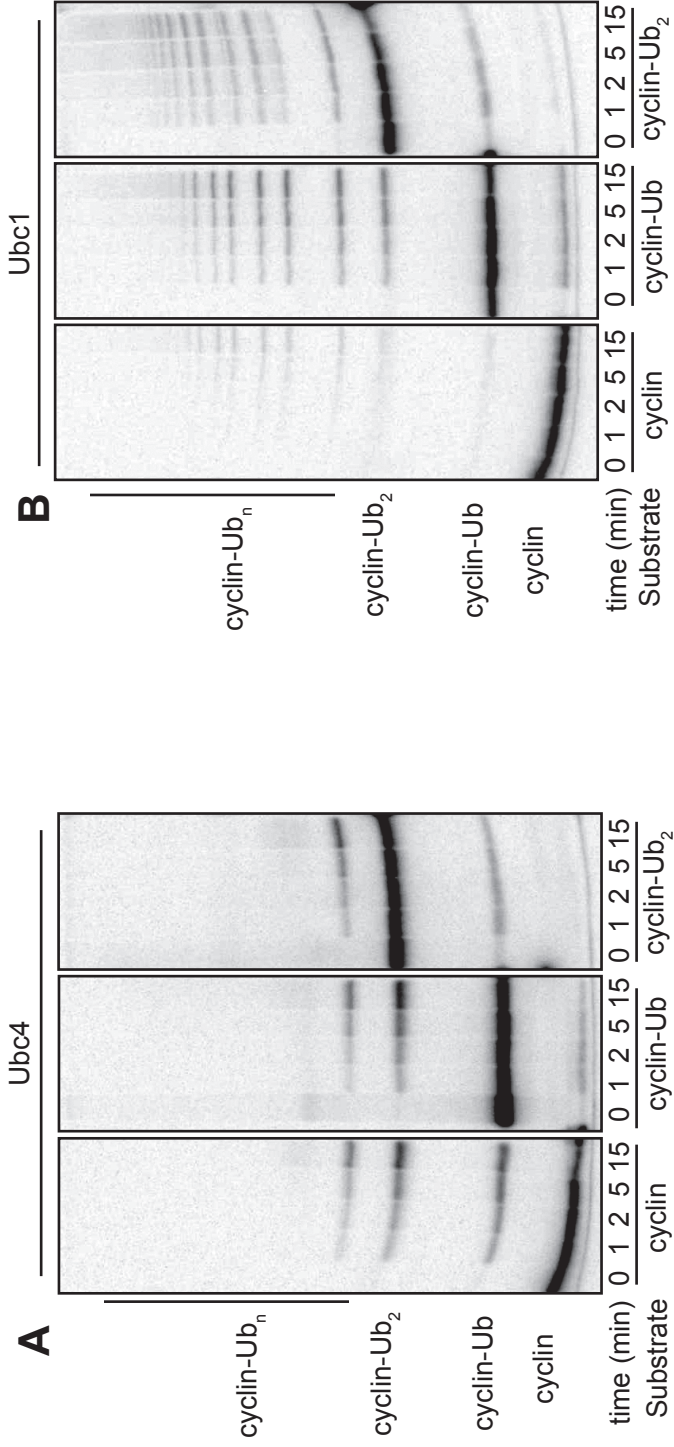 A
Ubc4
cyclin-Ubn
cyclin-Ub2
cyclin-Ub
cyclin
time (min) 0 1 2 5 15 0 1 2 5 15 0 1 2 5 15
Substrate cyclin cyclin-Ub cyclin-Ub2
B
Ubc1
cyclin-Ubn
cyclin-Ub2
cyclin-Ub
cyclin
time (min) 0 1 2 5 15 0 1 2 5 15 0 1 2 5 15
Substrate cyclin cyclin-Ub cyclin-Ub2